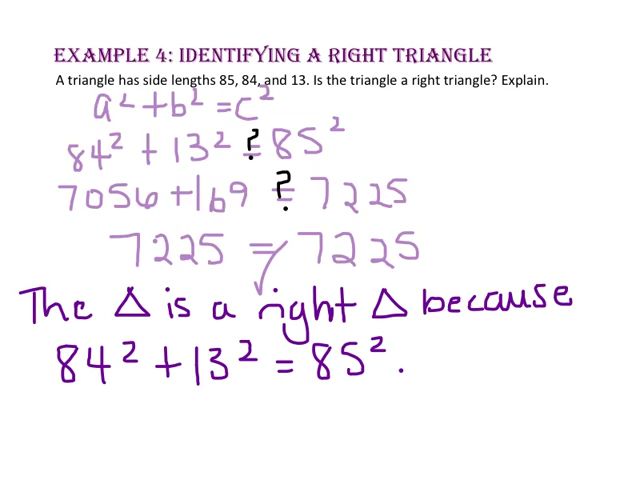 EXAMPLE 4: IDENTIFYING A RIGHT TRIANGLE
A triangle has side lengths 85, 84, and 13. Is the triangle a right triangle? Explain.
a² + b² = c²
84² + 13² ≟ 85²
7056 + 169 ≟ 7225
7225 = 7225 ✓
The Δ is a right Δ because
84² + 13² = 85².